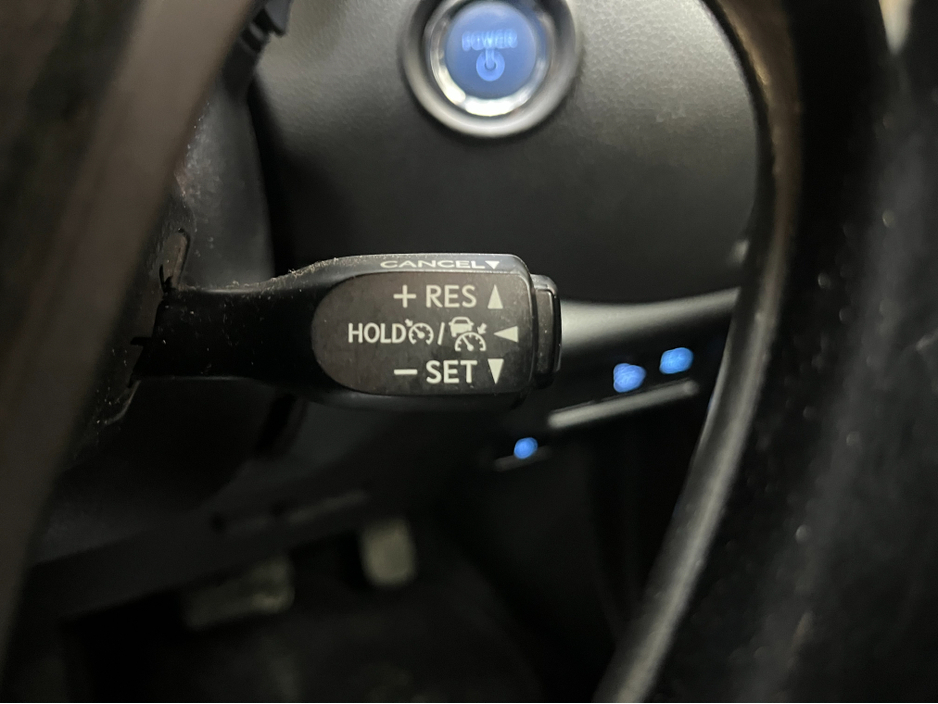 POWER
CANCEL▼
+ RES ▲
HOLD / ◀
− SET ▼